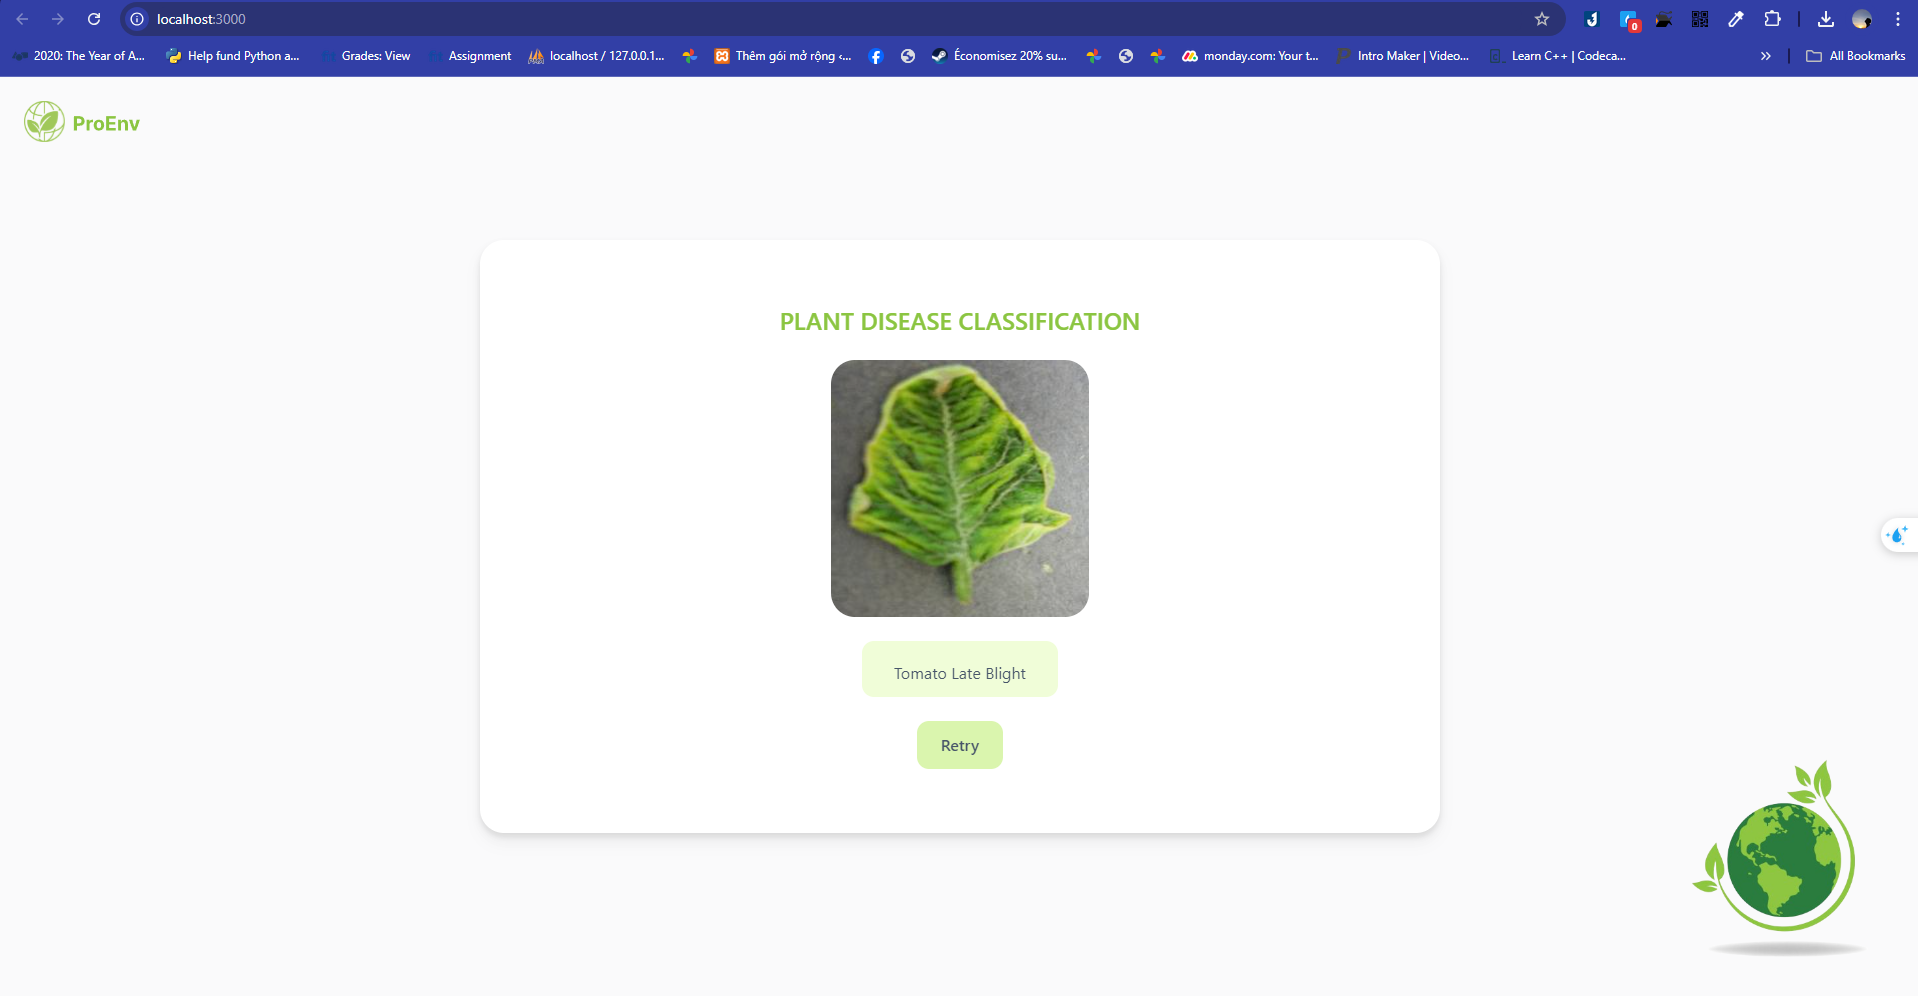 localhost:3000
0
2020: The Year of A...
Help fund Python a...
Grades: View
Assignment
localhost / 127.0.0.1...
Thêm gói mở rộng ‹...
Économisez 20% su...
monday.com: Your t...
Intro Maker | Video...
Learn C++ | Codeca...
»
All Bookmarks
ProEnv
PLANT DISEASE CLASSIFICATION
Tomato Late Blight
Retry